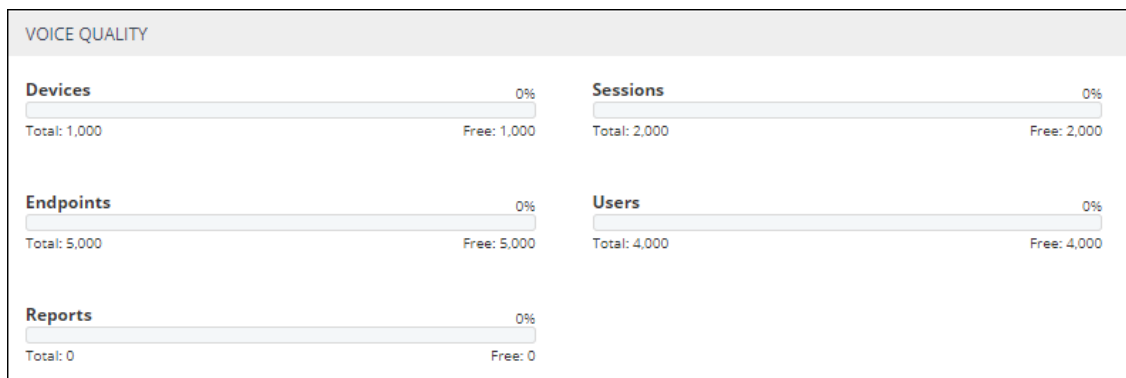 VOICE QUALITY
Devices 0%
Total: 1,000 Free: 1,000
Sessions 0%
Total: 2,000 Free: 2,000
Endpoints 0%
Total: 5,000 Free: 5,000
Users 0%
Total: 4,000 Free: 4,000
Reports 0%
Total: 0 Free: 0